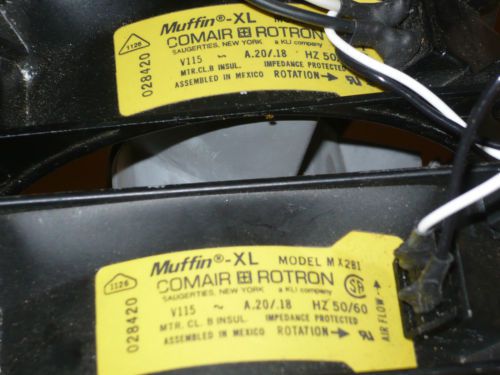 Muffin®-XL
COMAIR ROTRON
SAUGERTIES, NEW YORK a KLI company
V115 ~ A.20/.18 HZ 50/
MTR.CL.B INSUL. IMPEDANCE PROTECTED
ASSEMBLED IN MEXICO ROTATION→
1126
028420
Muffin®-XL MODEL MX2B1
COMAIR ROTRON
SAUGERTIES, NEW YORK a KLI company
V115 ~ A.20/.18 HZ 50/60
MTR. CL. B INSUL. IMPEDANCE PROTECTED
ASSEMBLED IN MEXICO ROTATION→
1126
028420
AIR FLOW→